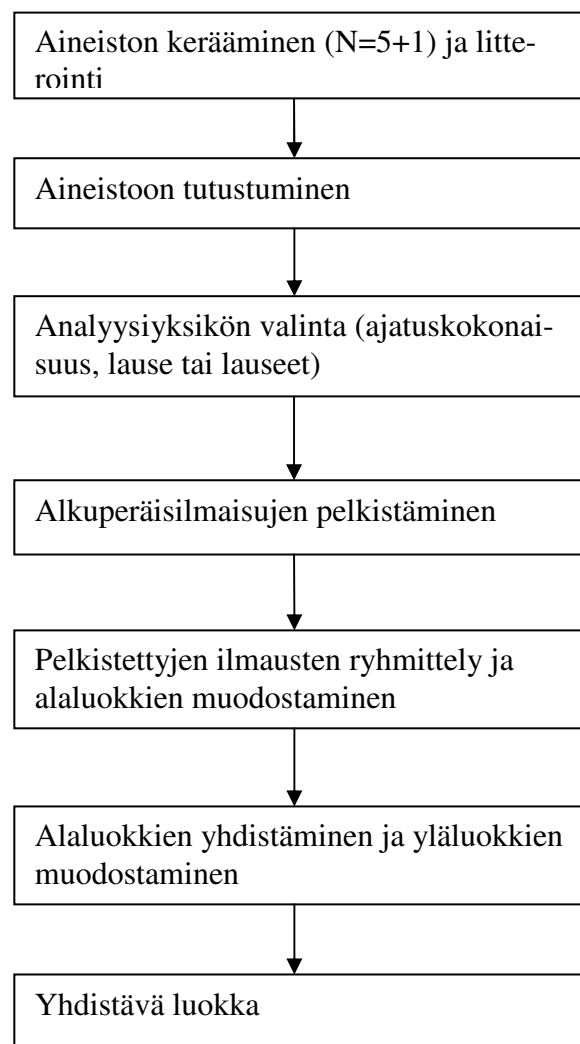 Aineiston kerääminen (N=5+1) ja litte-
rointi
Aineistoon tutustuminen
Analyysiyksikön valinta (ajatuskokonai-
suus, lause tai lauseet)
Alkuperäisilmaisujen pelkistäminen
Pelkistettyjen ilmausten ryhmittely ja
alaluokkien muodostaminen
Alaluokkien yhdistäminen ja yläluokkien
muodostaminen
Yhdistävä luokka